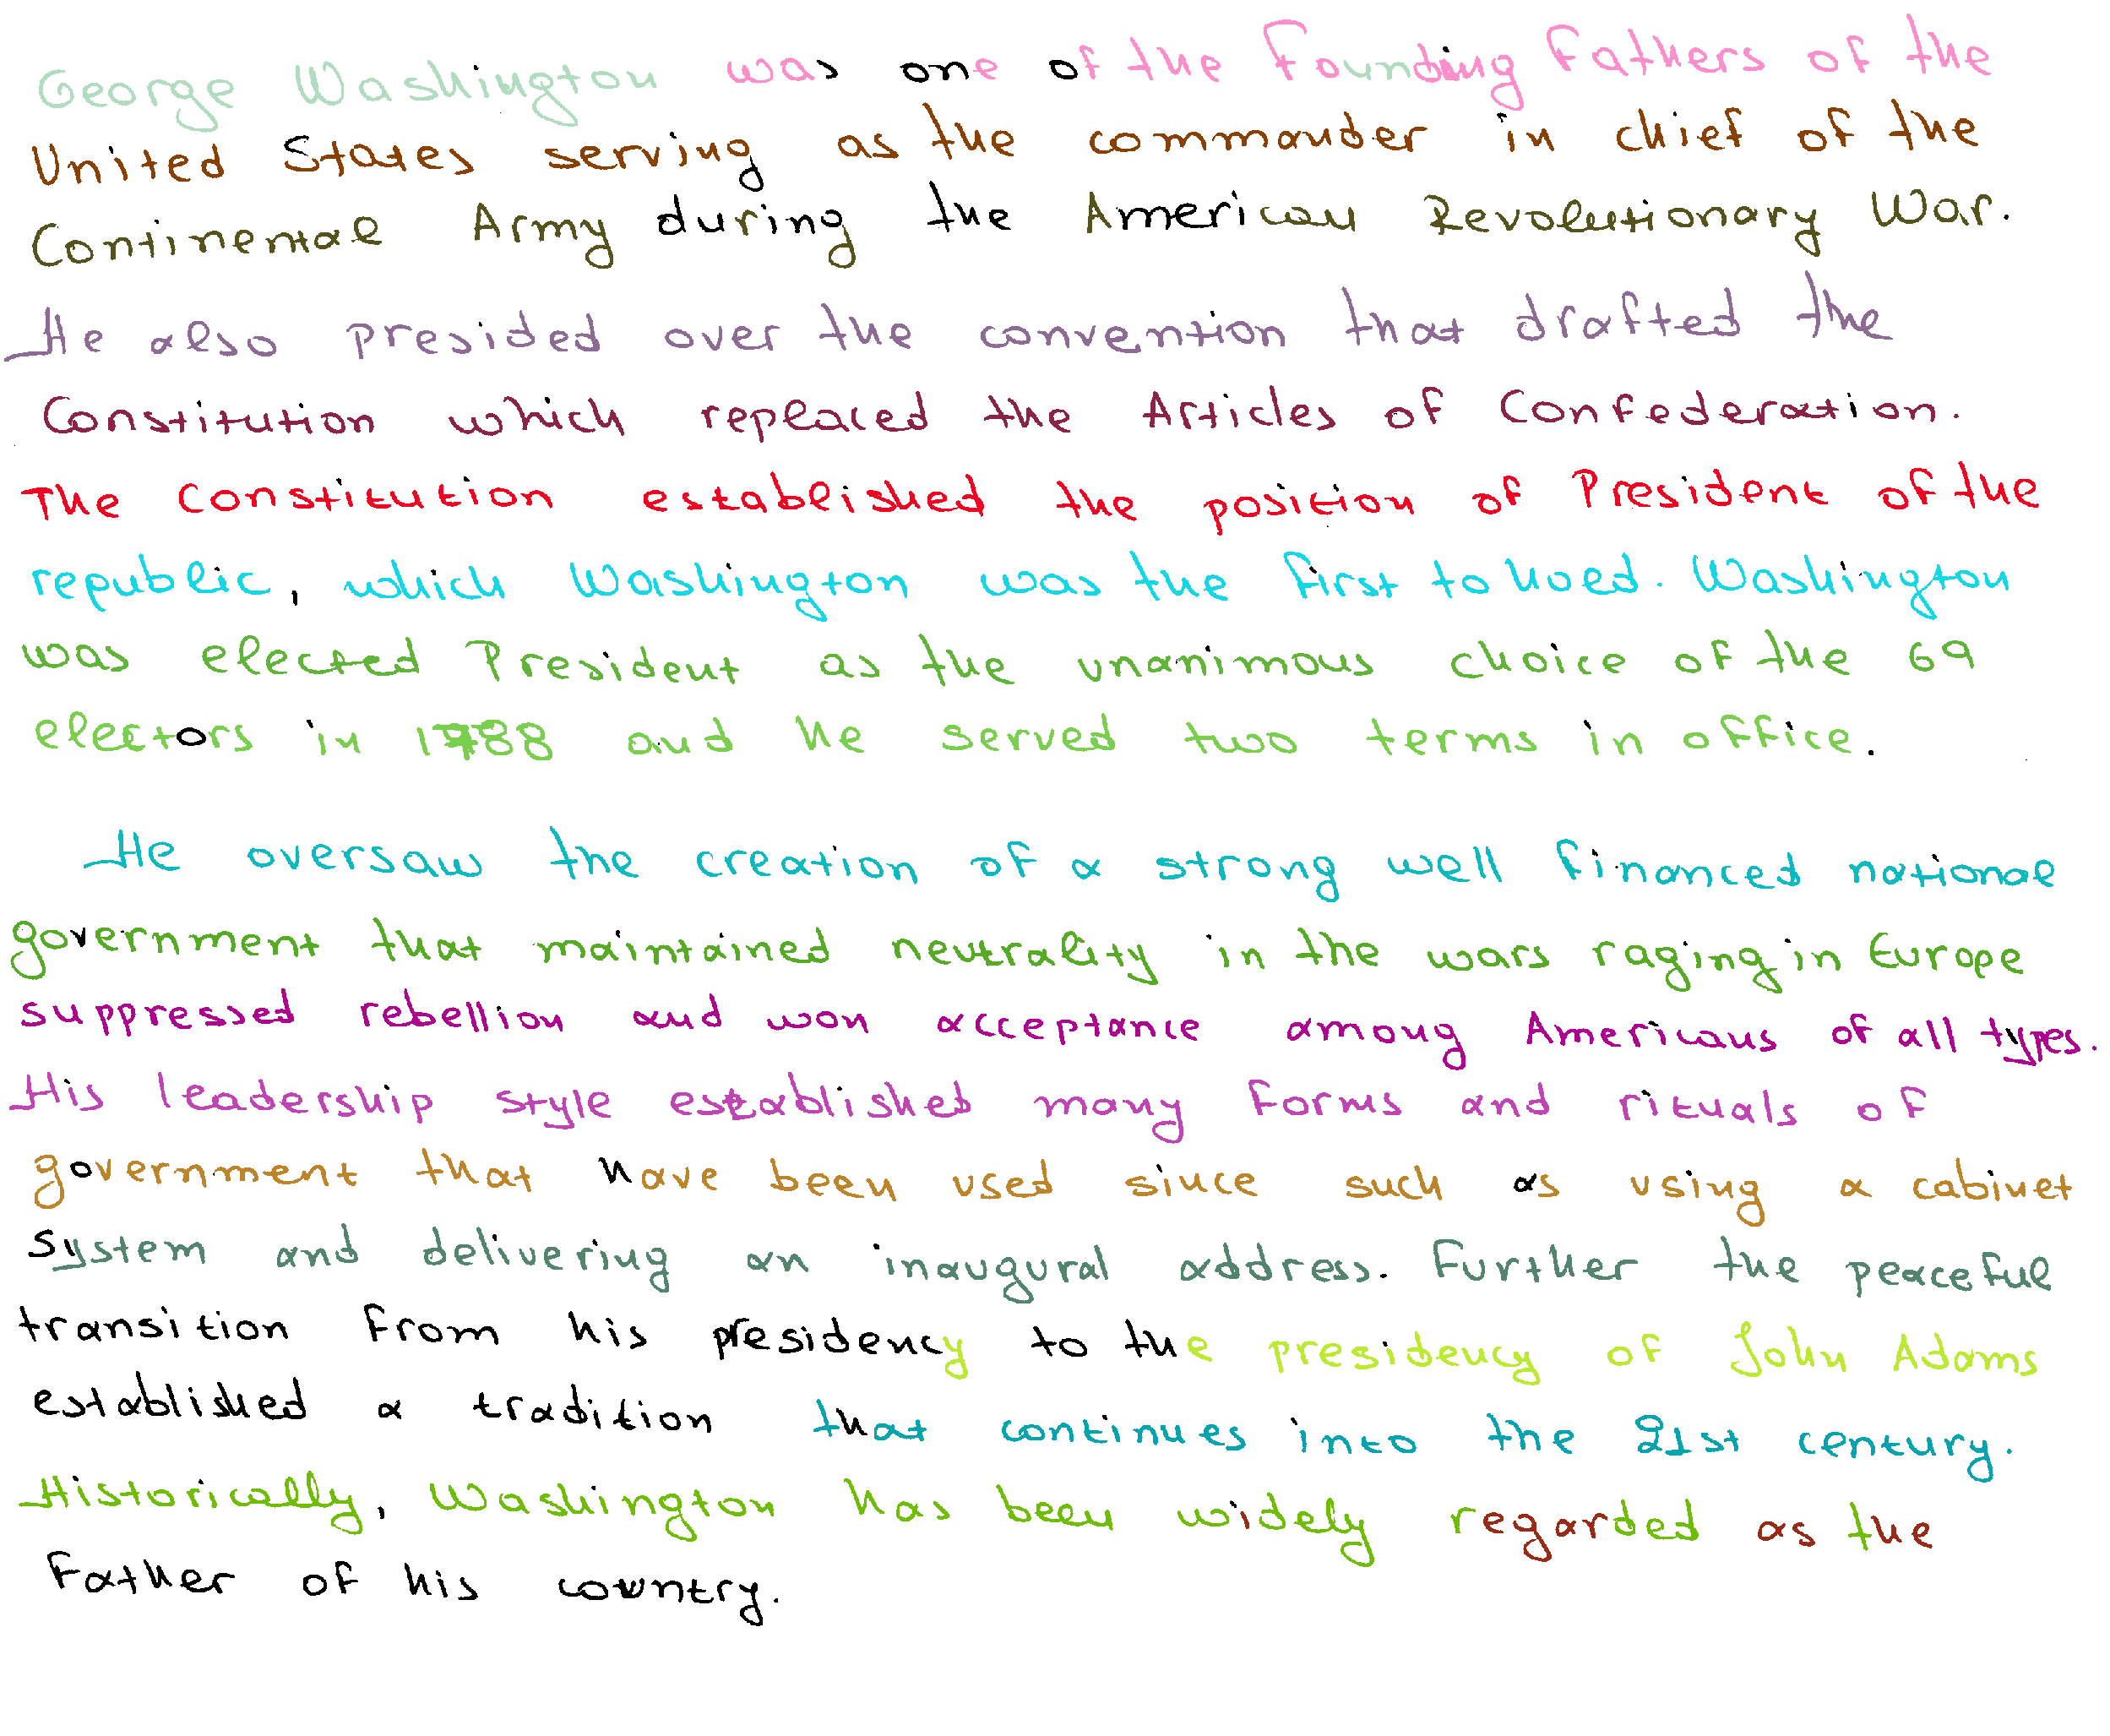 George Washington was one of the Founding Fathers of the
United States serving as the commander in chief of the
Continental Army during the American Revolutionary War.
He also presided over the convention that drafted the
Constitution which replaced the Articles of Confederation.
The Constitution established the position of President of the
republic, which Washington was the first to hold. Washington
was elected President as the unanimous choice of the 69
electors in 1788 and he served two terms in office.
He oversaw the creation of a strong well financed national
government that maintained neutrality in the wars raging in Europe
suppressed rebellion and won acceptance among Americans of all types.
His leadership style established many forms and rituals of
government that have been used since such as using a cabinet
system and delivering an inaugural address. Further the peaceful
transition from his presidency to the presidency of John Adams
established a tradition that continues into the 21st century.
Historically, Washington has been widely regarded as the
Father of his country.